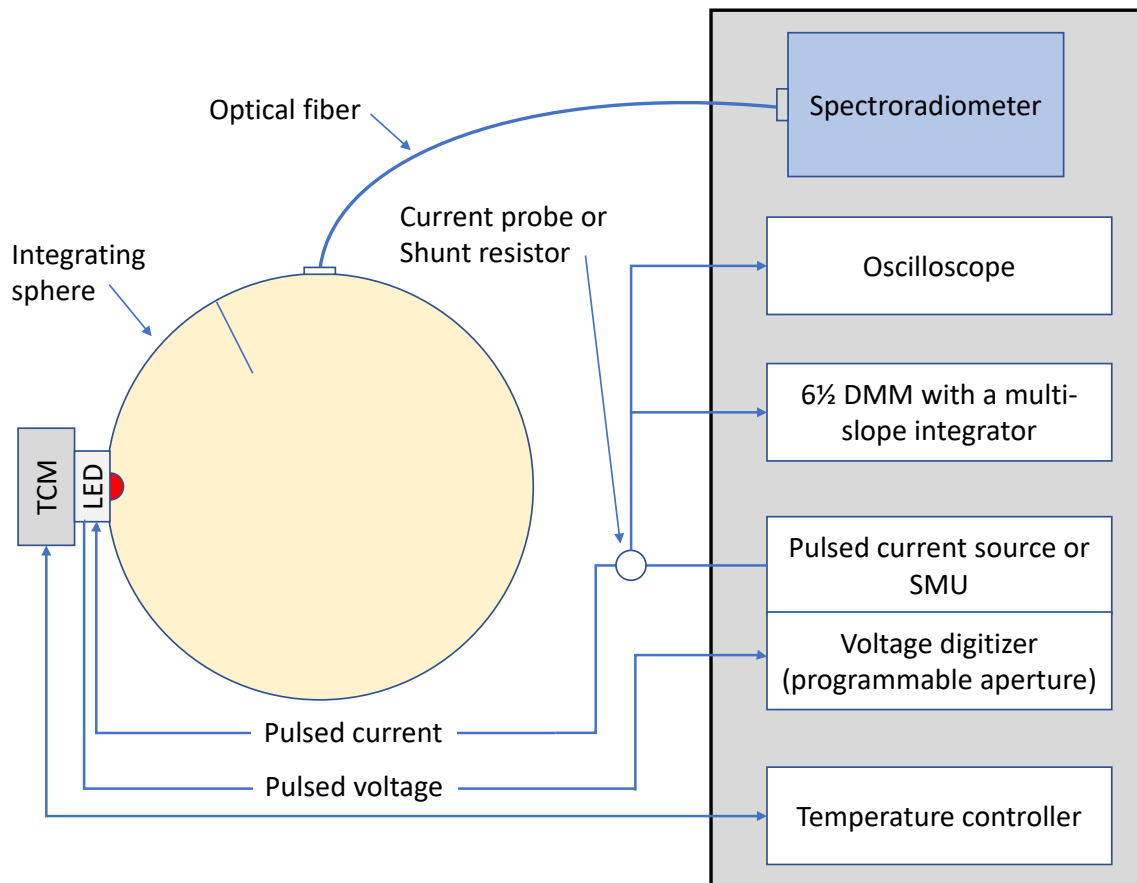 Optical fiber
Spectroradiometer
Current probe or
Shunt resistor
Integrating
sphere
Oscilloscope
6½ DMM with a multi-
slope integrator
TCM
LED
Pulsed current source or
SMU
Voltage digitizer
(programmable aperture)
Pulsed current
Pulsed voltage
Temperature controller